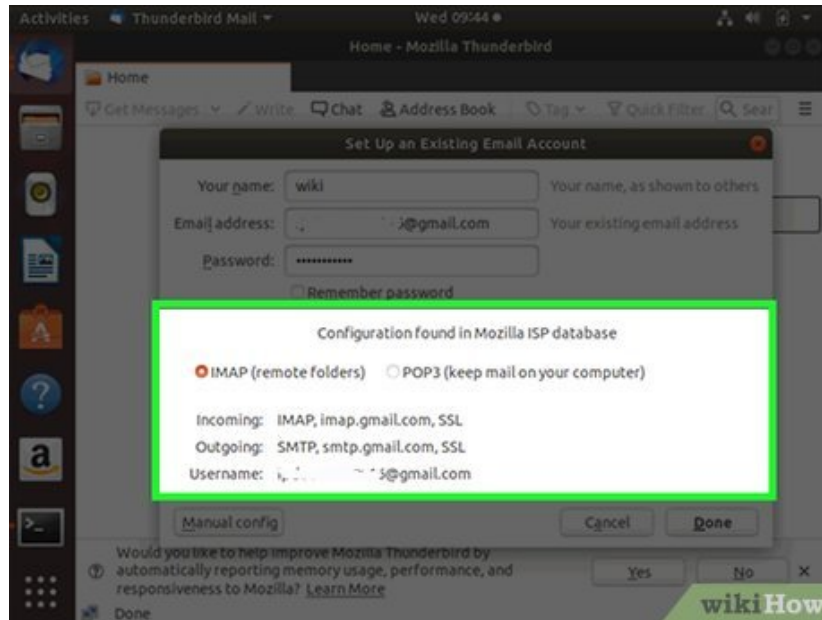 Activities Thunderbird Mail Wed 09:44
Home - Mozilla Thunderbird
Home
Get Messages Write Chat Address Book Tag Quick Filter Sear
Set Up an Existing Email Account
Your name: wiki Your name, as shown to others
Email address: @gmail.com Your existing email address
Password: •••••••••••
Remember password
Configuration found in Mozilla ISP database
IMAP (remote folders) POP3 (keep mail on your computer)
Incoming: IMAP, imap.gmail.com, SSL
Outgoing: SMTP, smtp.gmail.com, SSL
Username: @gmail.com
Manual config Cancel Done
Would you like to help improve Mozilla Thunderbird by
automatically reporting memory usage, performance, and
responsiveness to Mozilla? Learn More Yes No
Done
a
wikiHow